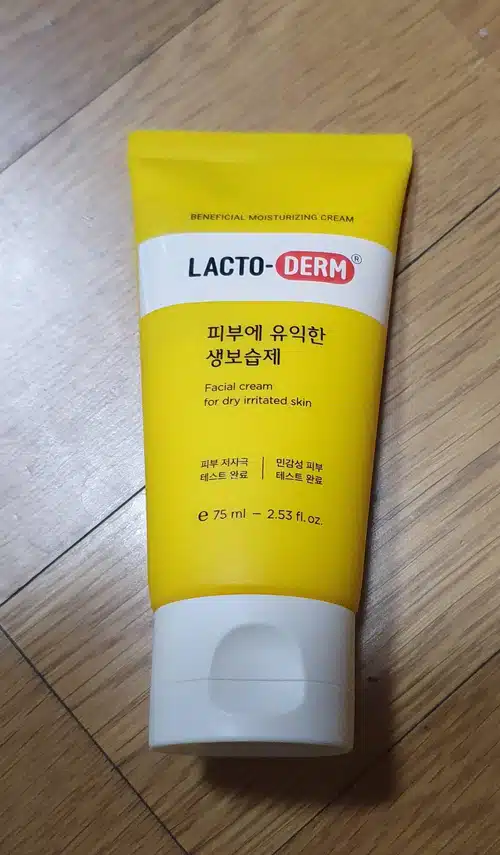 BENEFICIAL MOISTURIZING CREAM
LACTO-DERM®
피부에 유익한
생보습제
Facial cream
for dry irritated skin
피부 저자극 | 민감성 피부
테스트 완료 | 테스트 완료
℮ 75 ml – 2.53 fl. oz.